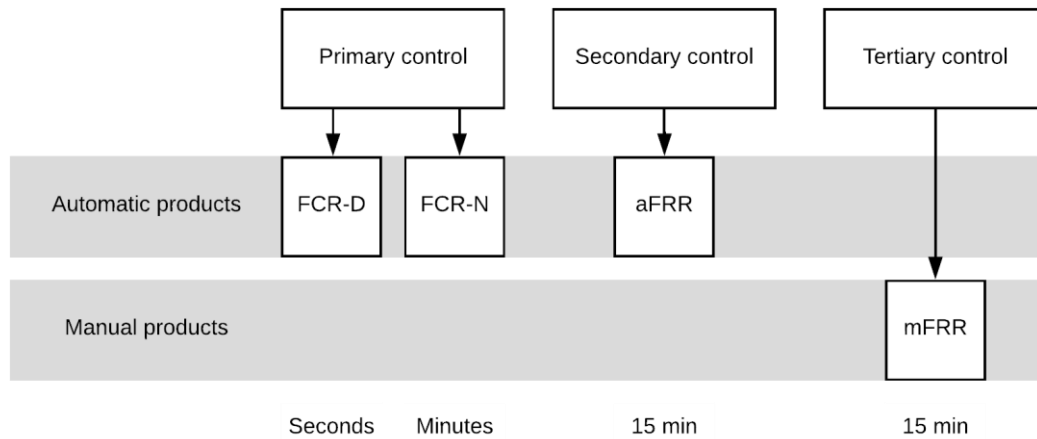 Primary control
Secondary control
Tertiary control
Automatic products
FCR-D
FCR-N
aFRR
Manual products
mFRR
Seconds
Minutes
15 min
15 min